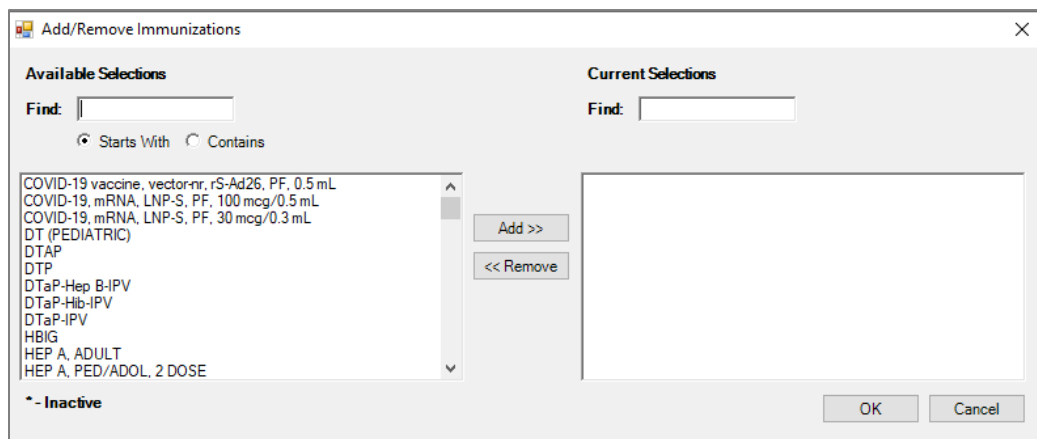 Add/Remove Immunizations
Available Selections
Current Selections
Find:
Find:
Starts With
Contains
COVID-19 vaccine, vector-nr, rS-Ad26, PF, 0.5 mL
COVID-19, mRNA, LNP-S, PF, 100 mcg/0.5 mL
COVID-19, mRNA, LNP-S, PF, 30 mcg/0.3 mL
DT (PEDIATRIC)
DTAP
DTP
DTaP-Hep B-IPV
DTaP-Hib-IPV
DTaP-IPV
HBIG
HEP A, ADULT
HEP A, PED/ADOL, 2 DOSE
Add >>
<< Remove
* - Inactive
OK
Cancel